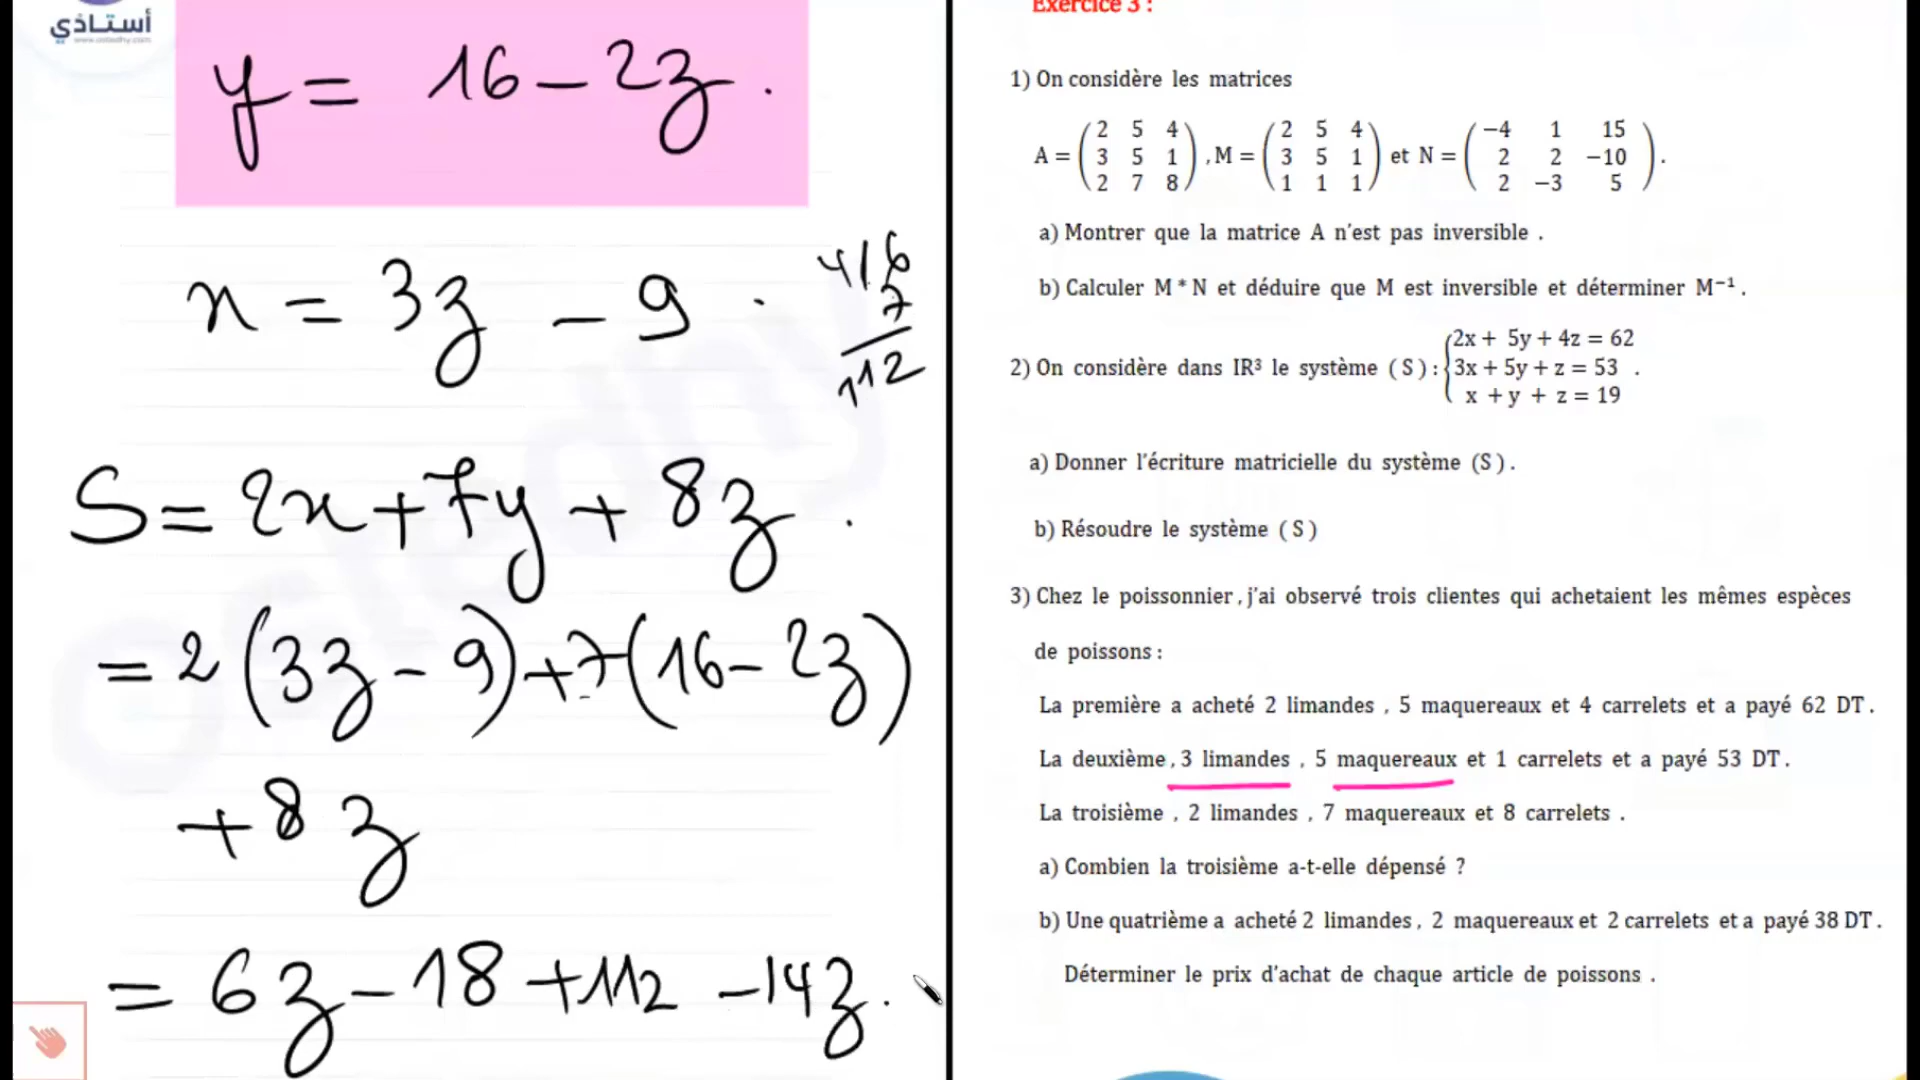 أستاذي
y = 16 - 2z .
x = 3z - 9 .
16
7
112
S = 2x + 7y + 8z .
= 2 (3z - 9) + 7 (16 - 2z)
+ 8 z
= 6z - 18 + 112 - 14z .
Exercice 3 :
1) On considère les matrices
A = ( 2 5 4 3 5 1 2 7 8 ) , M = ( 2 5 4 3 5 1 1 1 1 ) et N = ( −4 1 15 2 2 −10 2 −3 5 ) .
a) Montrer que la matrice A n'est pas inversible .
b) Calculer M * N et déduire que M est inversible et déterminer M⁻¹ .
2) On considère dans IR³ le système ( S ) : { 2x + 5y + 4z = 62 3x + 5y + z = 53 x + y + z = 19 .
a) Donner l'écriture matricielle du système (S ) .
b) Résoudre le système ( S )
3) Chez le poissonnier , j'ai observé trois clientes qui achetaient les mêmes espèces
de poissons :
La première a acheté 2 limandes , 5 maquereaux et 4 carrelets et a payé 62 DT .
La deuxième , 3 limandes , 5 maquereaux et 1 carrelets et a payé 53 DT .
La troisième , 2 limandes , 7 maquereaux et 8 carrelets .
a) Combien la troisième a-t-elle dépensé ?
b) Une quatrième a acheté 2 limandes , 2 maquereaux et 2 carrelets et a payé 38 DT .
Déterminer le prix d'achat de chaque article de poissons .